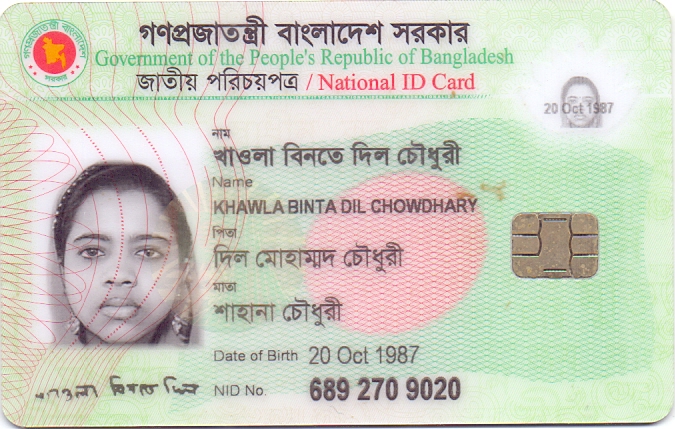 গণপ্রজাতন্ত্রী বাংলাদেশ সরকার
Government of the People's Republic of Bangladesh
জাতীয় পরিচয়পত্র / National ID Card
20 Oct 1987
নাম
খাওলা বিনতে দিল চৌধুরী
Name
KHAWLA BINTA DIL CHOWDHARY
পিতা
দিল মোহাম্মদ চৌধুরী
মাতা
শাহানা চৌধুরী
Date of Birth 20 Oct 1987
খাওলা বিনতে দিল
NID No. 689 270 9020